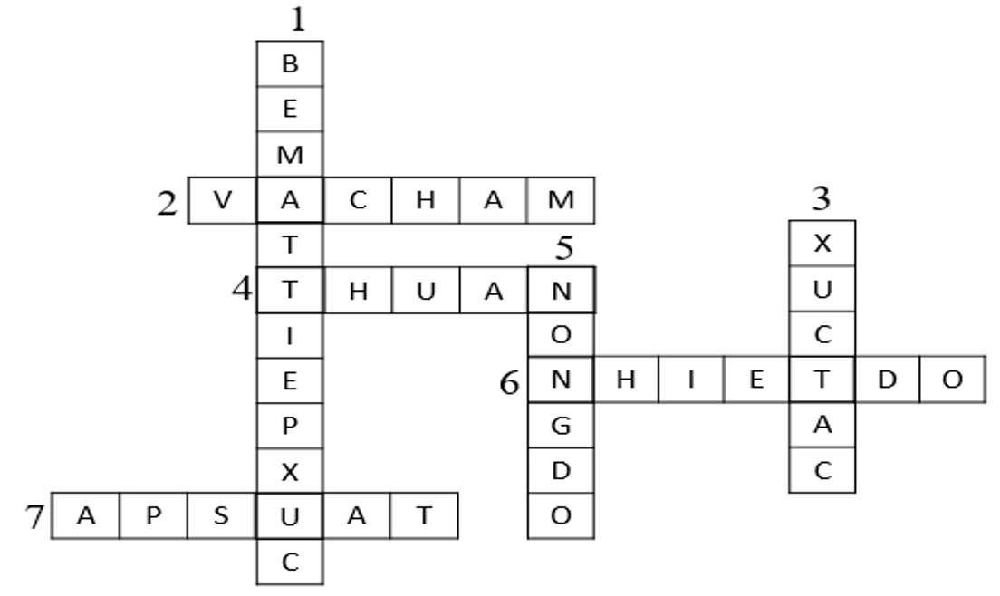 1
B
E
M
2 V A C H A M 3
T 5 X
4 T H U A N U
I O C
E 6 N H I E T D O
P G A
X D C
7 A P S U A T O
C